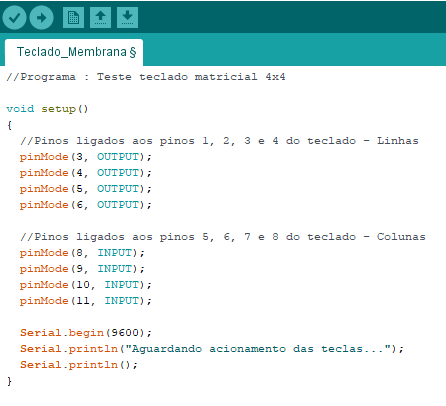 Teclado_Membrana §
//Programa : Teste teclado matricial 4x4
void setup()
{
//Pinos ligados aos pinos 1, 2, 3 e 4 do teclado - Linhas
pinMode(3, OUTPUT);
pinMode(4, OUTPUT);
pinMode(5, OUTPUT);
pinMode(6, OUTPUT);
//Pinos ligados aos pinos 5, 6, 7 e 8 do teclado - Colunas
pinMode(8, INPUT);
pinMode(9, INPUT);
pinMode(10, INPUT);
pinMode(11, INPUT);
Serial.begin(9600);
Serial.println("Aguardando acionamento das teclas...");
Serial.println();
}